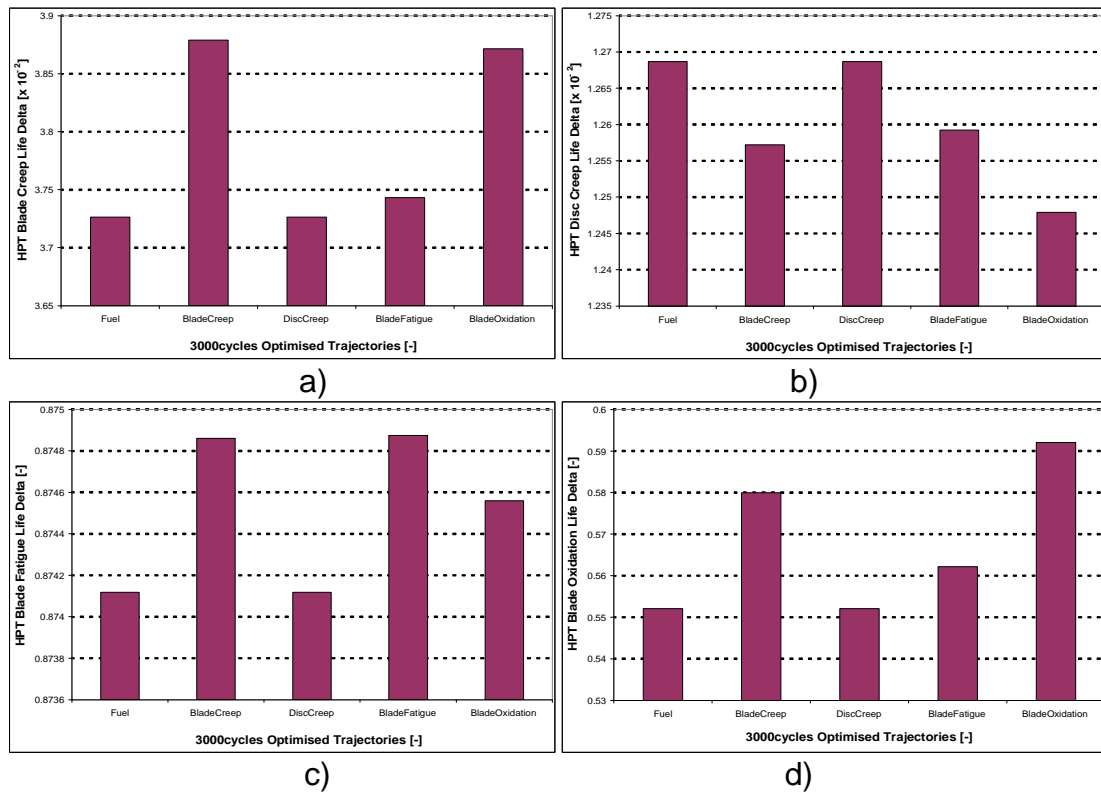 HPT Blade Creep Life Delta [x 10-2]
3.9
3.85
3.8
3.75
3.7
3.65
Fuel BladeCreep DiscCreep BladeFatigue BladeOxidation
3000cycles Optimised Trajectories [-]
a)
HPT Disc Creep Life Delta [x 10-2]
1.275
1.27
1.265
1.26
1.255
1.25
1.245
1.24
1.235
Fuel BladeCreep DiscCreep BladeFatigue BladeOxidation
3000cycles Optimised Trajectories [-]
b)
HPT Blade Fatigue Life Delta [-]
0.875
0.8748
0.8746
0.8744
0.8742
0.874
0.8738
0.8736
Fuel BladeCreep DiscCreep BladeFatigue BladeOxidation
3000cycles Optimised Trajectories [-]
c)
HPT Blade Oxidation Life Delta [-]
0.6
0.59
0.58
0.57
0.56
0.55
0.54
0.53
Fuel BladeCreep DiscCreep BladeFatigue BladeOxidation
3000cycles Optimised Trajectories [-]
d)